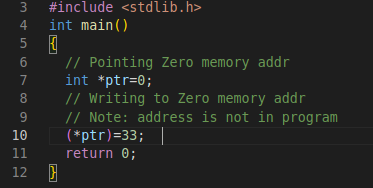 3 #include <stdlib.h>
4 int main()
5 {
6 // Pointing Zero memory addr
7 int *ptr=0;
8 // Writing to Zero memory addr
9 // Note: address is not in program
10 (*ptr)=33;
11 return 0;
12 }